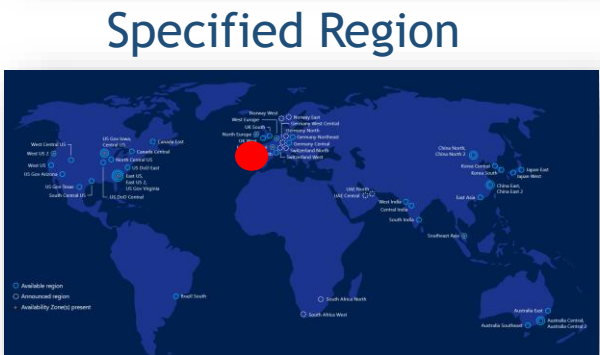 Specified Region
Norway West
Norway East
West Europe
Germany West Central
UK South
Germany North
North Europe
Germany Northeast
UK West
Germany Central
Switzerland North
Switzerland West
US Gov Iowa,
Central US
Canada East
West Central US
Canada Central
West US 2
North Central US
West US
US DoD East
US Gov Arizona
East US,
East US 2,
US Gov Virginia
US Gov Texas
South Central US
US DoD Central
China North,
China North 2
Korea Central
Korea South
Japan East
Japan West
China East,
China East 2
UAE North
UAE Central
West India
Central India
South India
East Asia
Southeast Asia
Available region
Announced region
Availability Zone(s) present
Brazil South
South Africa North
South Africa West
Australia East
Australia Central,
Australia Central 2
Australia Southeast